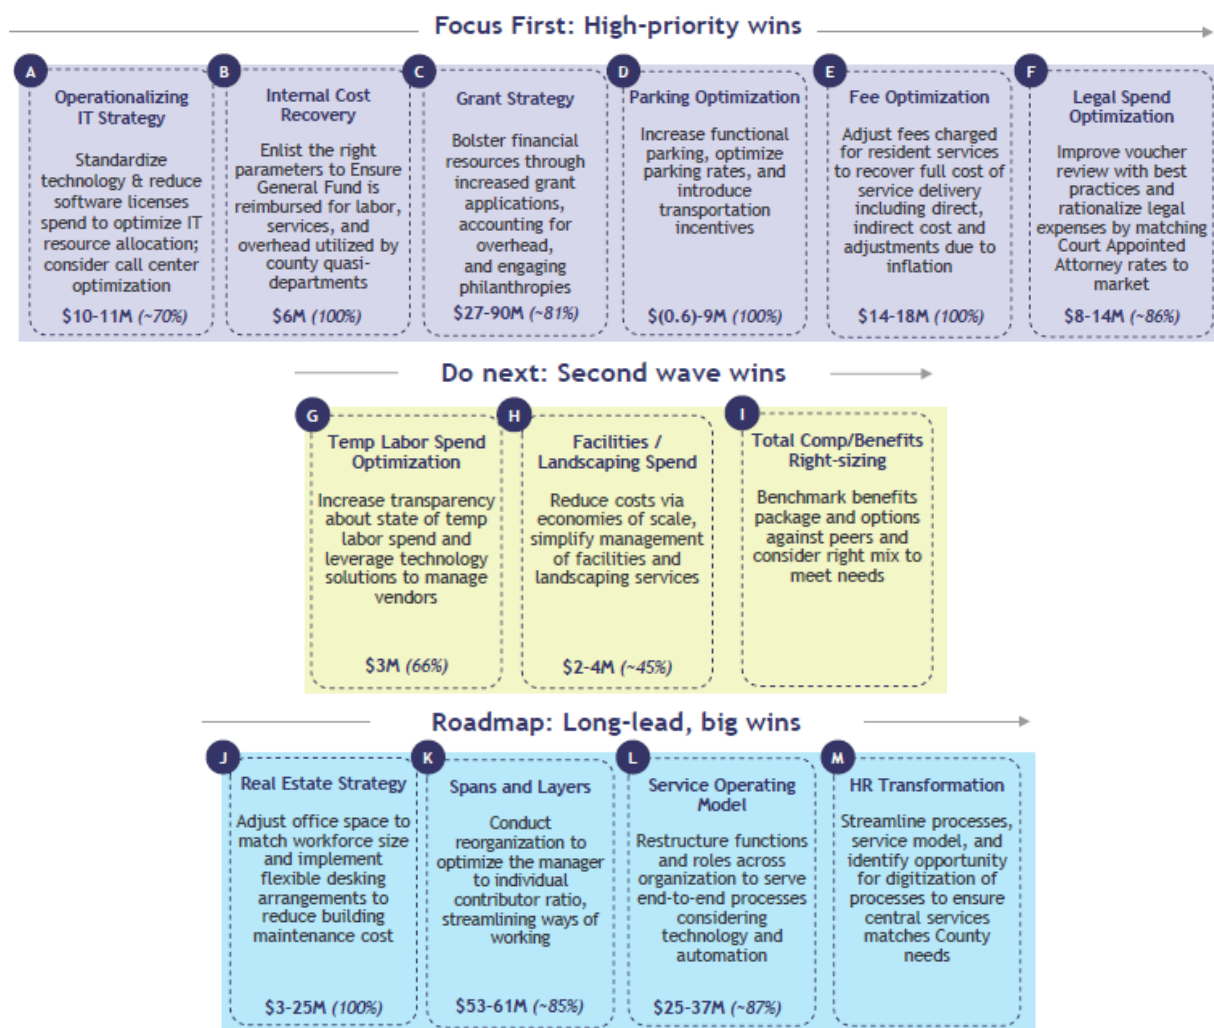 Focus First: High-priority wins
A
Operationalizing
IT Strategy
Standardize
technology & reduce
software licenses
spend to optimize IT
resource allocation;
consider call center
optimization
$10-11M (~70%)
B
Internal Cost
Recovery
Enlist the right
parameters to Ensure
General Fund is
reimbursed for labor,
services, and
overhead utilized by
county quasi-
departments
$6M (100%)
C
Grant Strategy
Bolster financial
resources through
increased grant
applications,
accounting for
overhead,
and engaging
philanthropies
$27-90M (~81%)
D
Parking Optimization
Increase functional
parking, optimize
parking rates, and
introduce
transportation
incentives
$(0.6)-9M (100%)
E
Fee Optimization
Adjust fees charged
for resident services
to recover full cost of
service delivery
including direct,
indirect cost and
adjustments due to
inflation
$14-18M (100%)
F
Legal Spend
Optimization
Improve voucher
review with best
practices and
rationalize legal
expenses by matching
Court Appointed
Attorney rates to
market
$8-14M (~86%)
Do next: Second wave wins
G
Temp Labor Spend
Optimization
Increase transparency
about state of temp
labor spend and
leverage technology
solutions to manage
vendors
$3M (66%)
H
Facilities /
Landscaping Spend
Reduce costs via
economies of scale,
simplify management
of facilities and
landscaping services
$2-4M (~45%)
I
Total Comp/Benefits
Right-sizing
Benchmark benefits
package and options
against peers and
consider right mix to
meet needs
Roadmap: Long-lead, big wins
J
Real Estate Strategy
Adjust office space to
match workforce size
and implement
flexible desking
arrangements to
reduce building
maintenance cost
$3-25M (100%)
K
Spans and Layers
Conduct
reorganization to
optimize the manager
to individual
contributor ratio,
streamlining ways of
working
$53-61M (~85%)
L
Service Operating
Model
Restructure functions
and roles across
organization to serve
end-to-end processes
considering
technology and
automation
$25-37M (~87%)
M
HR Transformation
Streamline processes,
service model, and
identify opportunity
for digitization of
processes to ensure
central services
matches County
needs